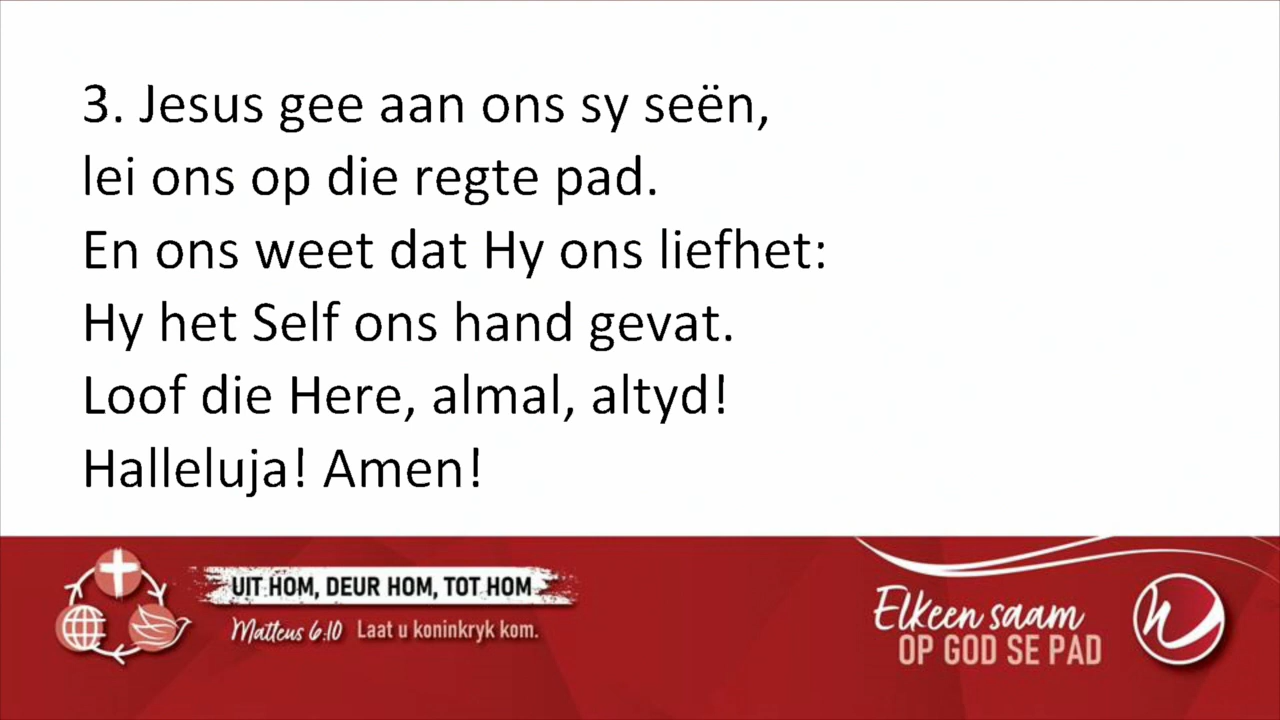 3. Jesus gee aan ons sy seën,
lei ons op die regte pad.
En ons weet dat Hy ons liefhet:
Hy het Self ons hand gevat.
Loof die Here, almal, altyd!
Halleluja! Amen!
UIT HOM, DEUR HOM, TOT HOM
Matteus 6:10 Laat u koninkryk kom.
Elkeen saam
OP GOD SE PAD